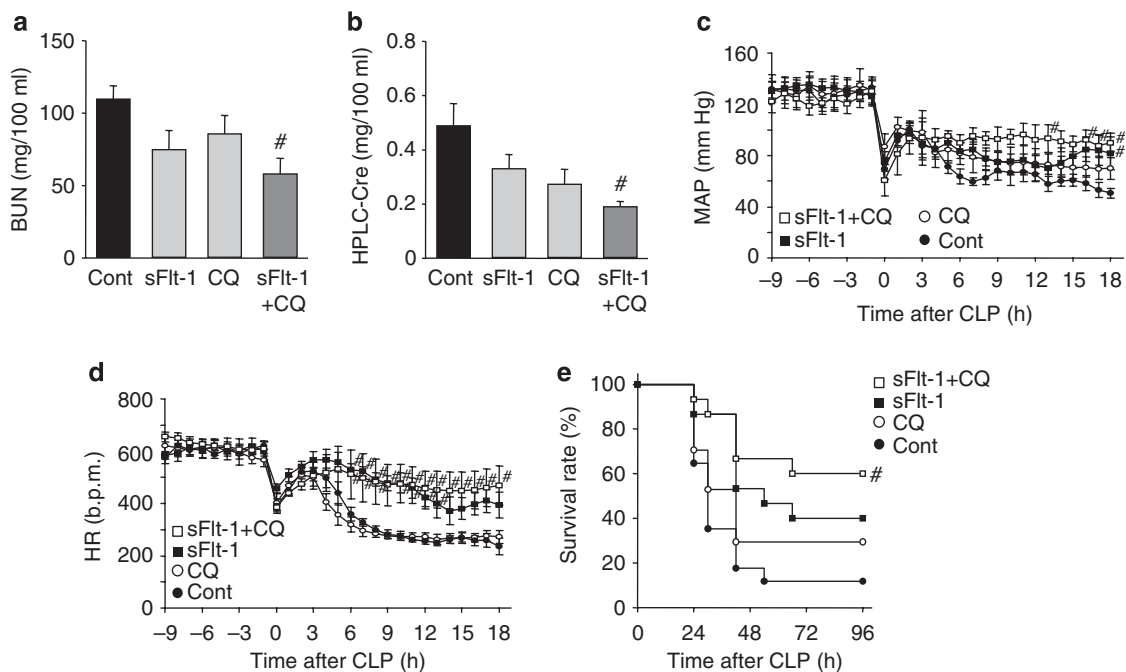 a
BUN (mg/100 ml)
150
100
50
0
#
Cont
sFlt-1
CQ
sFlt-1
+CQ
b
HPLC-Cre (mg/100 ml)
0.8
0.6
0.4
0.2
0
#
Cont
sFlt-1
CQ
sFlt-1
+CQ
c
MAP (mm Hg)
160
120
80
40
0
#
# # #
#
sFlt-1+CQ
CQ
sFlt-1
Cont
−9 −6 −3 0 3 6 9 12 15 18
Time after CLP (h)
d
HR (b.p.m.)
800
600
400
200
0
sFlt-1+CQ
sFlt-1
CQ
Cont
−9 −6 −3 0 3 6 9 12 15 18
Time after CLP (h)
e
Survival rate (%)
100
80
60
40
20
0
#
sFlt-1+CQ
sFlt-1
CQ
Cont
0 24 48 72 96
Time after CLP (h)